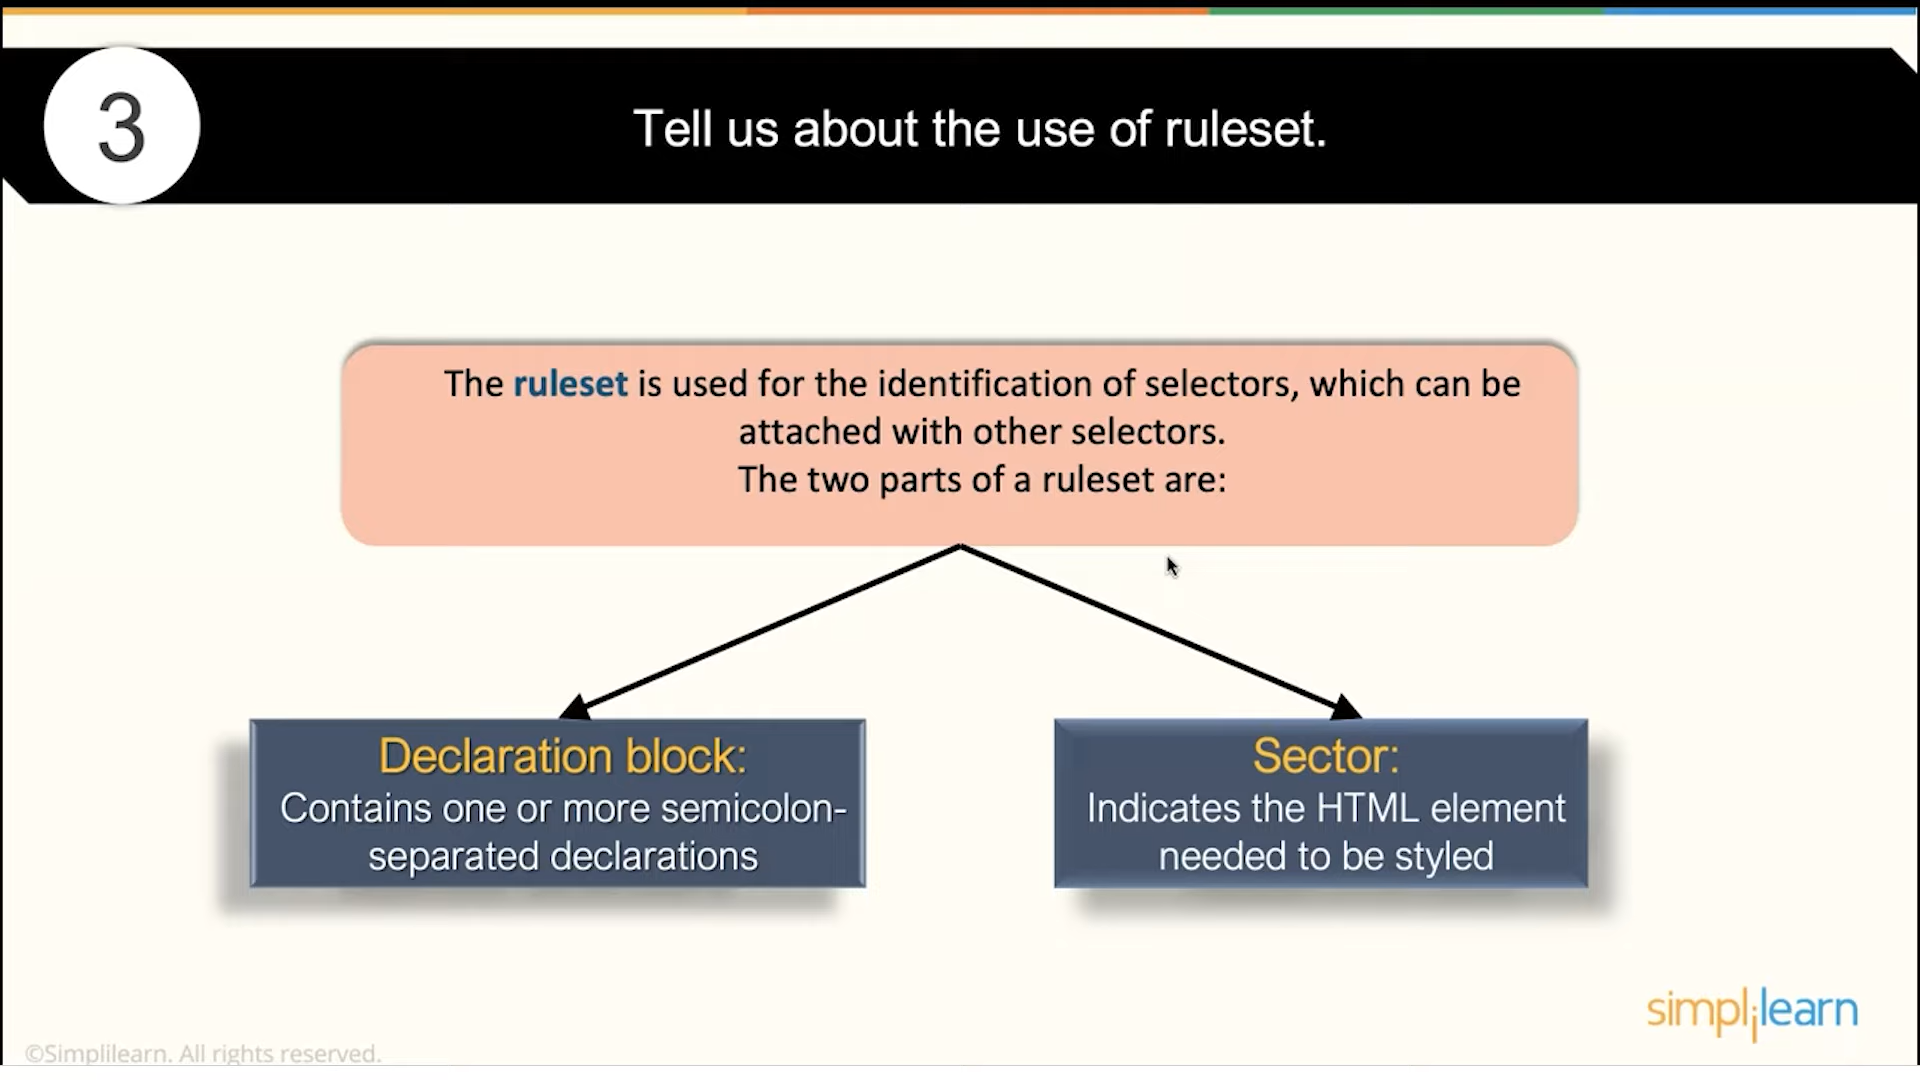 3
Tell us about the use of ruleset.
The ruleset is used for the identification of selectors, which can be
attached with other selectors.
The two parts of a ruleset are:
Declaration block:
Contains one or more semicolon-
separated declarations
Sector:
Indicates the HTML element
needed to be styled
simplilearn
©Simplilearn. All rights reserved.